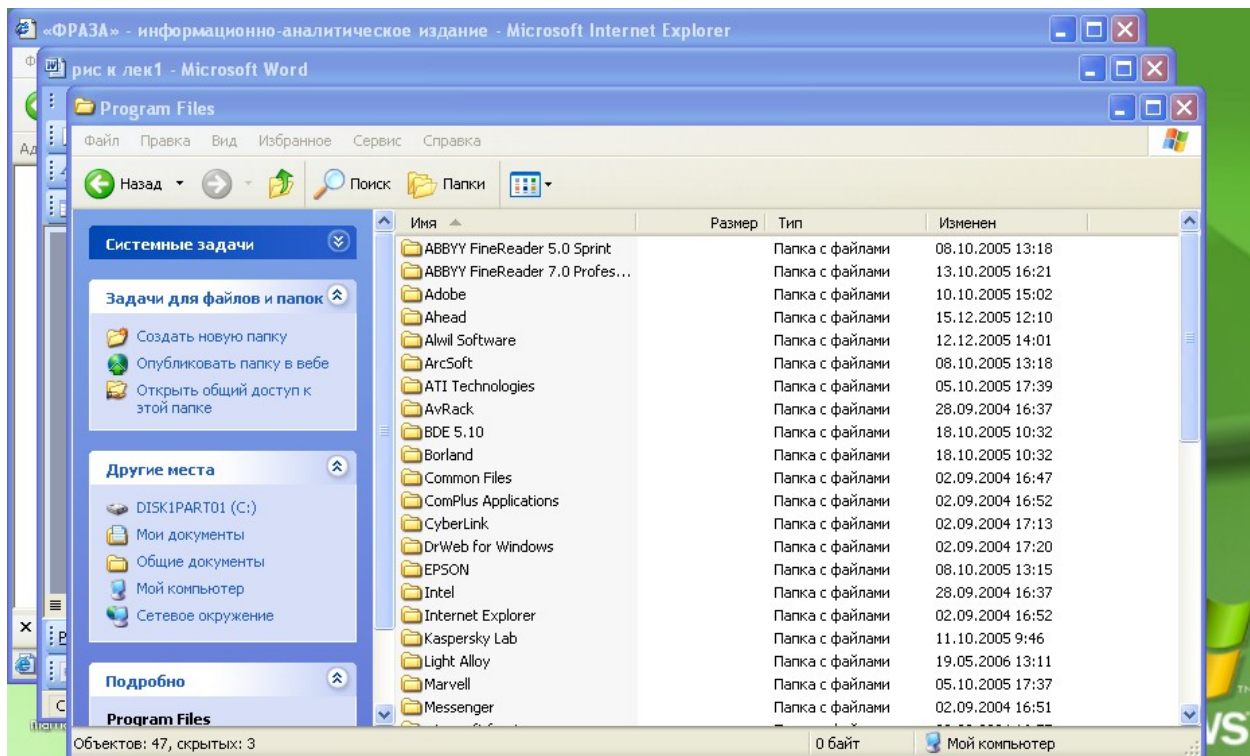 «ФРАЗА» - информационно-аналитическое издание - Microsoft Internet Explorer
рис к лек1 - Microsoft Word
Program Files
Файл Правка Вид Избранное Сервис Справка
Назад Поиск Папки
Системные задачи
Задачи для файлов и папок
Создать новую папку
Опубликовать папку в вебе
Открыть общий доступ к
этой папке
Другие места
DISK1PART01 (C:)
Мои документы
Общие документы
Мой компьютер
Сетевое окружение
Подробно
Program Files
Имя Размер Тип Изменен
ABBYY FineReader 5.0 Sprint Папка с файлами 08.10.2005 13:18
ABBYY FineReader 7.0 Profes... Папка с файлами 13.10.2005 16:21
Adobe Папка с файлами 10.10.2005 15:02
Ahead Папка с файлами 15.12.2005 12:10
Alwil Software Папка с файлами 12.12.2005 14:01
ArcSoft Папка с файлами 08.10.2005 13:18
ATI Technologies Папка с файлами 05.10.2005 17:39
AvRack Папка с файлами 28.09.2004 16:37
BDE 5.10 Папка с файлами 18.10.2005 10:32
Borland Папка с файлами 18.10.2005 10:32
Common Files Папка с файлами 02.09.2004 16:47
ComPlus Applications Папка с файлами 02.09.2004 16:52
CyberLink Папка с файлами 02.09.2004 17:13
DrWeb for Windows Папка с файлами 02.09.2004 17:20
EPSON Папка с файлами 08.10.2005 13:15
Intel Папка с файлами 28.09.2004 16:37
Internet Explorer Папка с файлами 02.09.2004 16:52
Kaspersky Lab Папка с файлами 11.10.2005 9:46
Light Alloy Папка с файлами 19.05.2006 13:11
Marvell Папка с файлами 05.10.2005 17:37
Messenger Папка с файлами 02.09.2004 16:51
Объектов: 47, скрытых: 3 0 байт Мой компьютер